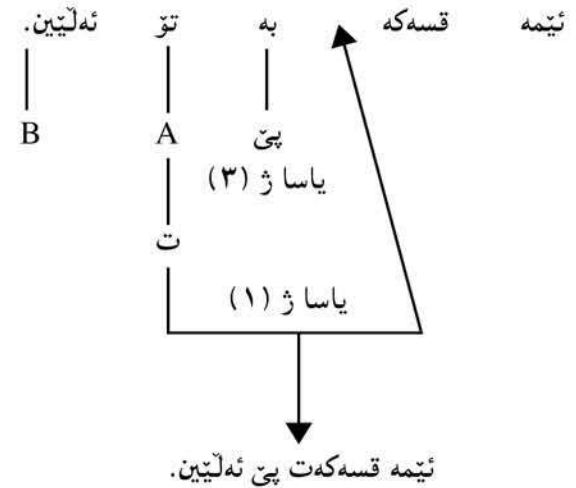 ئێمە قسەکە بە تۆ ئەڵێین.
پێ A B
یاسا ژ (٣)
ت
یاسا ژ (١)
ئێمە قسەکەت پێ ئەڵێین.